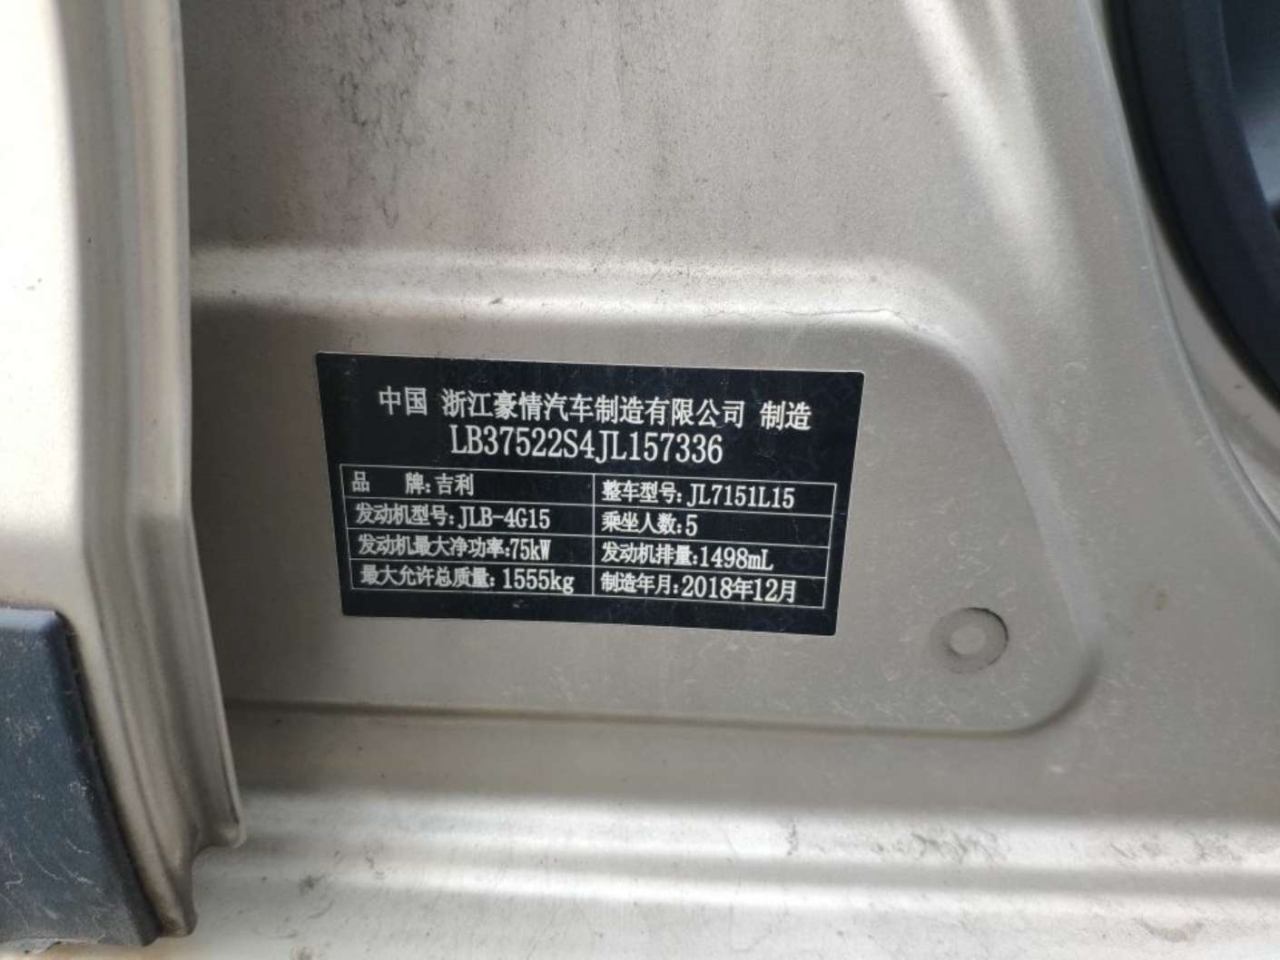 中国 浙江豪情汽车制造有限公司 制造
LB37522S4JL157336
品 牌:吉利 整车型号:JL7151L15
发动机型号:JLB-4G15 乘坐人数:5
发动机最大净功率:75kW 发动机排量:1498mL
最大允许总质量:1555kg 制造年月:2018年12月